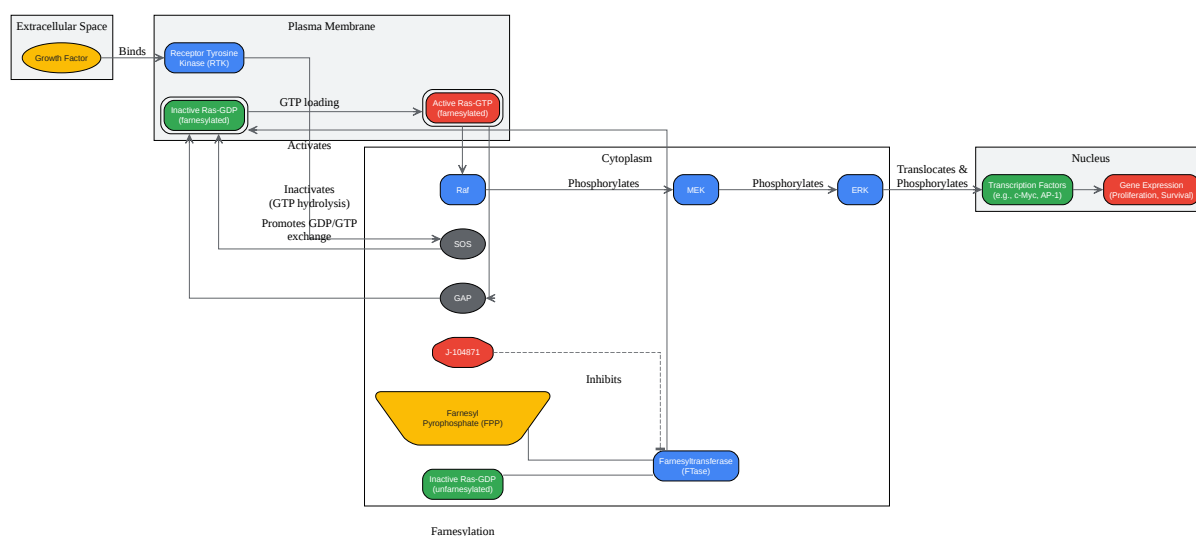 Extracellular Space
Plasma Membrane
Growth Factor
Binds
Receptor Tyrosine
Kinase (RTK)
Inactive Ras-GDP
(farnesylated)
GTP loading
Active Ras-GTP
(farnesylated)
Activates
Cytoplasm
Nucleus
Inactivates
(GTP hydrolysis)
Promotes GDP/GTP
exchange
Raf
Phosphorylates
MEK
Phosphorylates
ERK
Translocates &
Phosphorylates
Transcription Factors
(e.g., c-Myc, AP-1)
Gene Expression
(Proliferation, Survival)
SOS
GAP
J-104871
Inhibits
Farnesyl
Pyrophosphate (FPP)
Farnesyltransferase
(FTase)
Inactive Ras-GDP
(unfarnesylated)
Farnesylation